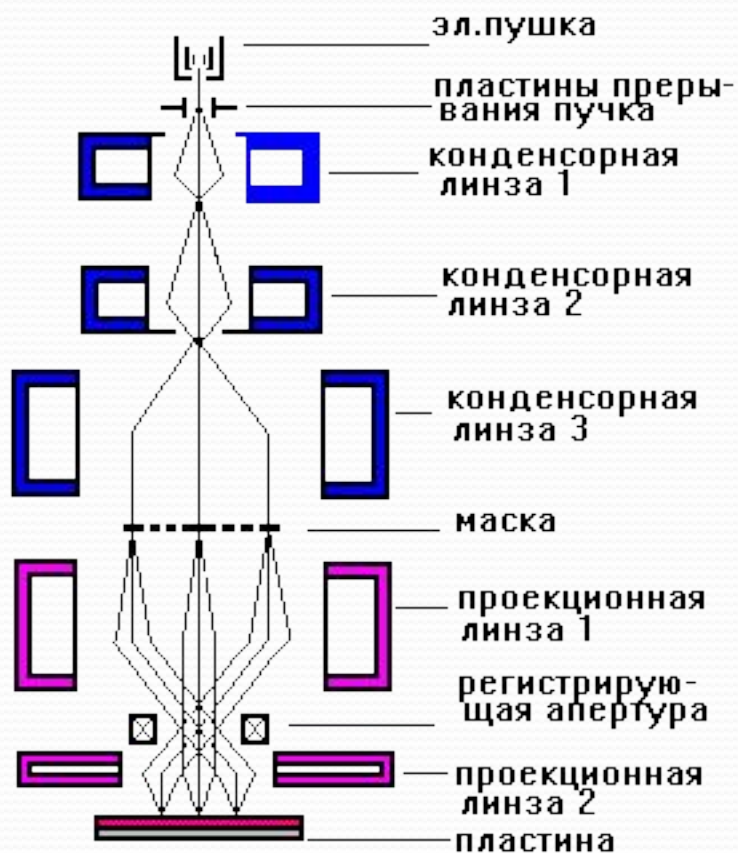 эл.пушка
пластины преры-
вания пучка
конденсорная
линза 1
конденсорная
линза 2
конденсорная
линза 3
маска
проекционная
линза 1
регистрирую-
щая апертура
проекционная
линза 2
пластина